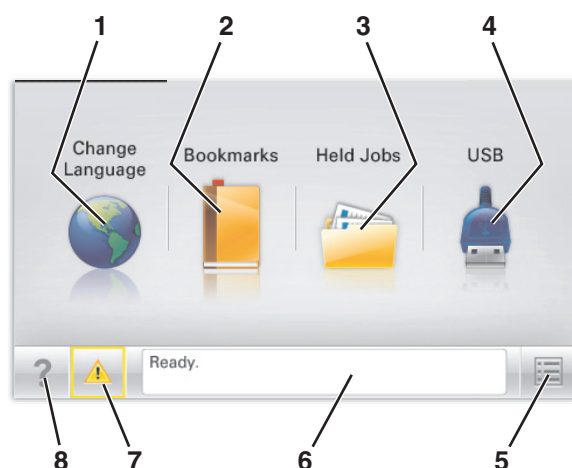 1 2 3 4
Change
Language
Bookmarks
Held Jobs
USB
?
Ready.
8 7 6 5